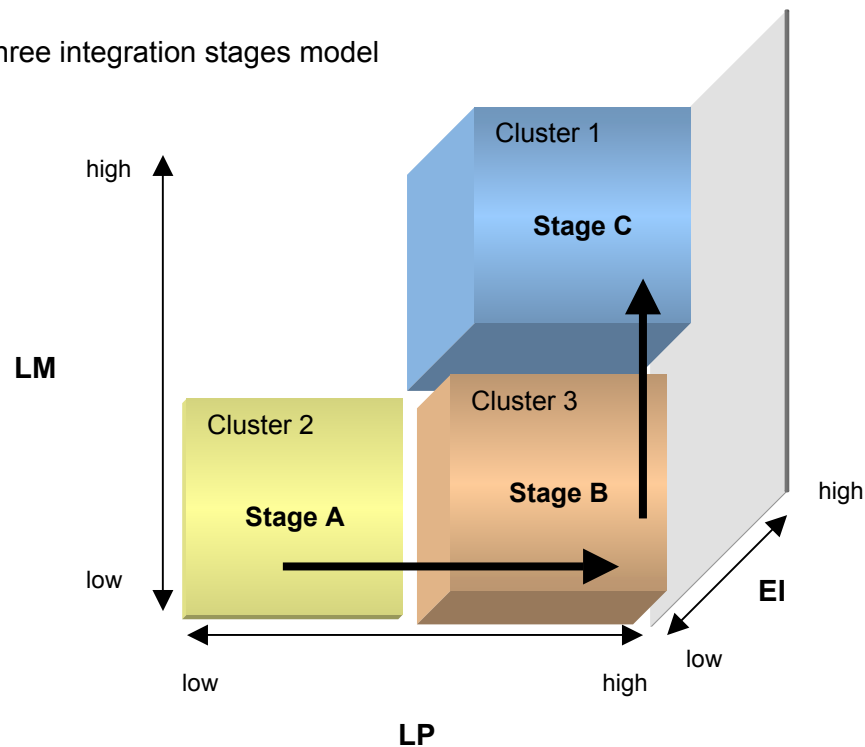 hree integration stages model
Cluster 1
high
Stage C
LM
Cluster 2
Cluster 3
Stage A
Stage B
high
low
EI
low
low
high
LP